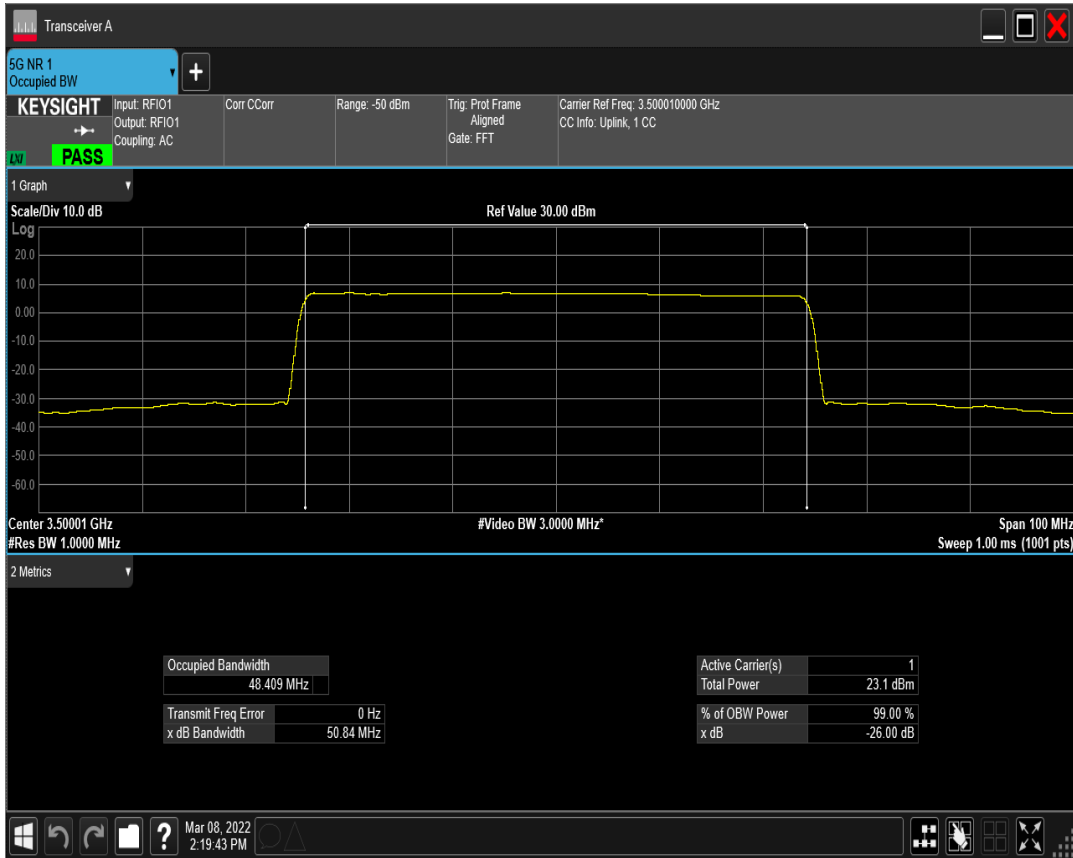 Transceiver A
5G NR 1
Occupied BW
KEYSIGHT
LXI
PASS
Input: RFIO1
Output: RFIO1
Coupling: AC
Corr CCorr
Range: -50 dBm
Trig: Prot Frame
Aligned
Gate: FFT
Carrier Ref Freq: 3.500010000 GHz
CC Info: Uplink, 1 CC
1 Graph
Scale/Div 10.0 dB
Ref Value 30.00 dBm
Log
20.0
10.0
0.00
-10.0
-20.0
-30.0
-40.0
-50.0
-60.0
Center 3.50001 GHz
#Video BW 3.0000 MHz*
Span 100 MHz
#Res BW 1.0000 MHz
Sweep 1.00 ms (1001 pts)
2 Metrics
Occupied Bandwidth
48.409 MHz
Transmit Freq Error 0 Hz
x dB Bandwidth 50.84 MHz
Active Carrier(s) 1
Total Power 23.1 dBm
% of OBW Power 99.00 %
x dB -26.00 dB
Mar 08, 2022
2:19:43 PM